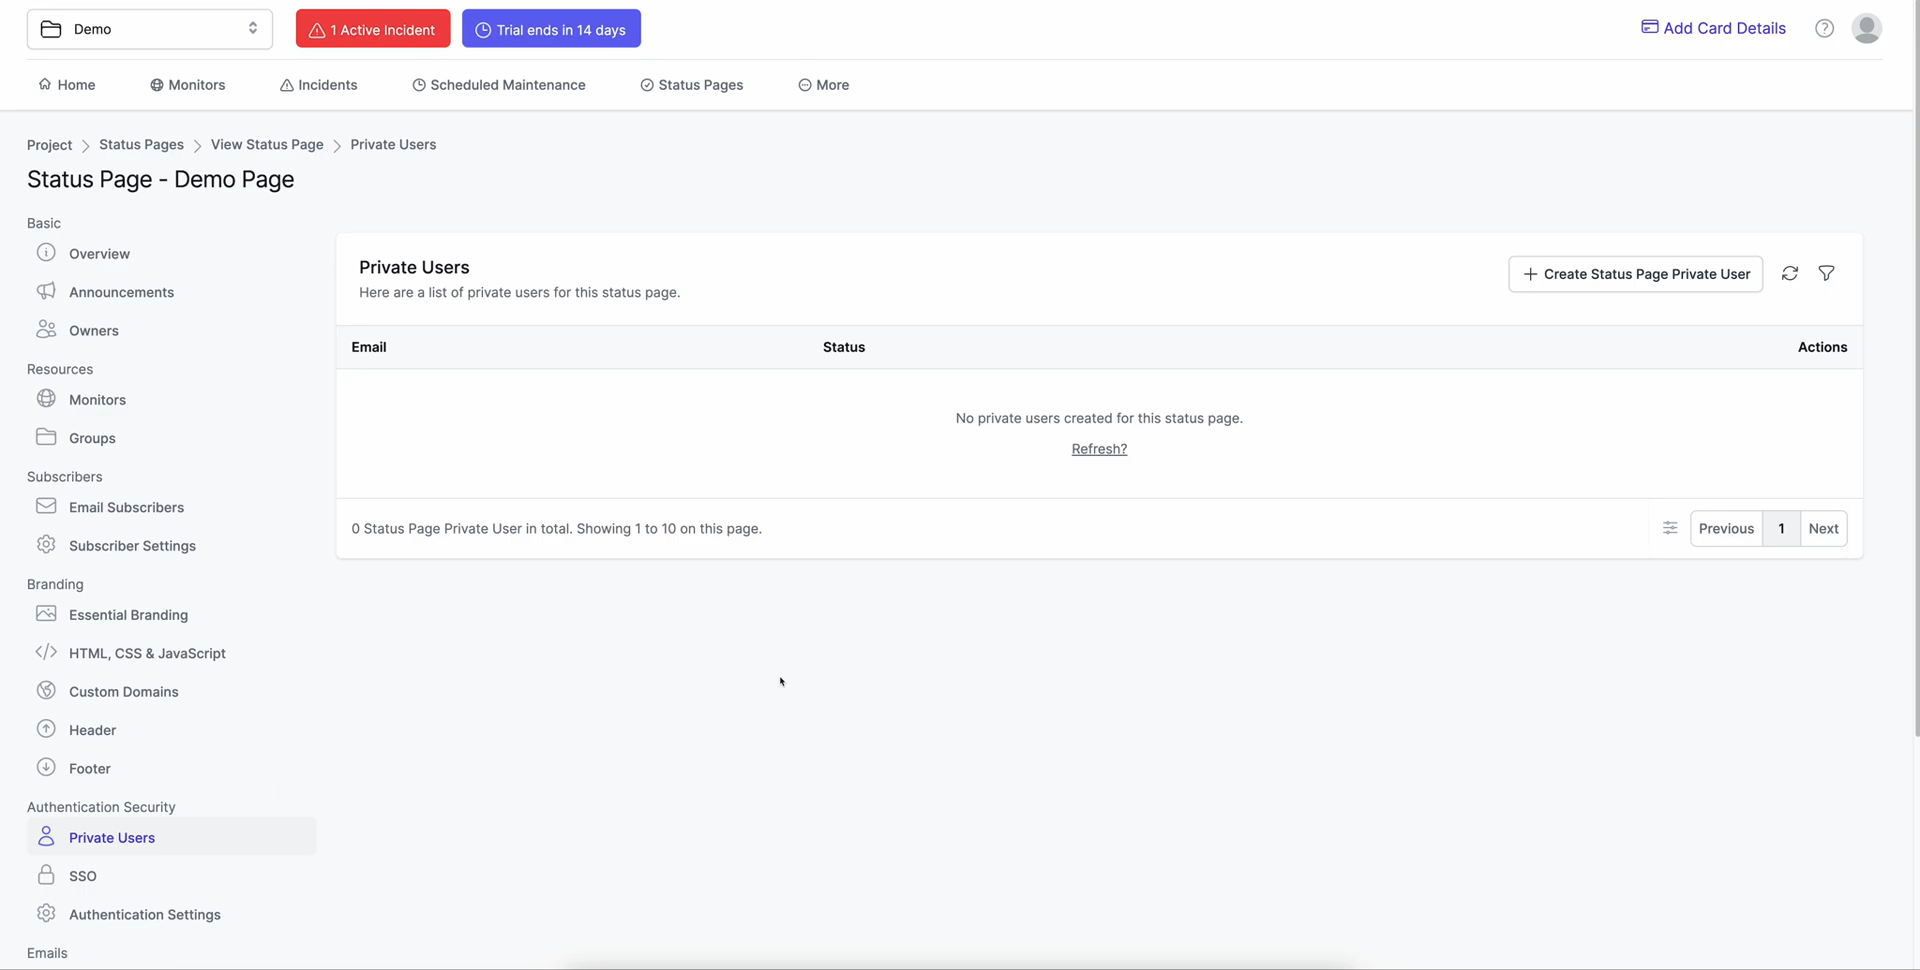 Demo
1 Active Incident
Trial ends in 14 days
Add Card Details
Home
Monitors
Incidents
Scheduled Maintenance
Status Pages
More
Project > Status Pages > View Status Page > Private Users
Status Page - Demo Page
Basic
Overview
Announcements
Owners
Resources
Monitors
Groups
Subscribers
Email Subscribers
Subscriber Settings
Branding
Essential Branding
HTML, CSS & JavaScript
Custom Domains
Header
Footer
Authentication Security
Private Users
SSO
Authentication Settings
Emails
Private Users
Here are a list of private users for this status page.
+ Create Status Page Private User
Email Status Actions
No private users created for this status page.
Refresh?
0 Status Page Private User in total. Showing 1 to 10 on this page.
Previous 1 Next